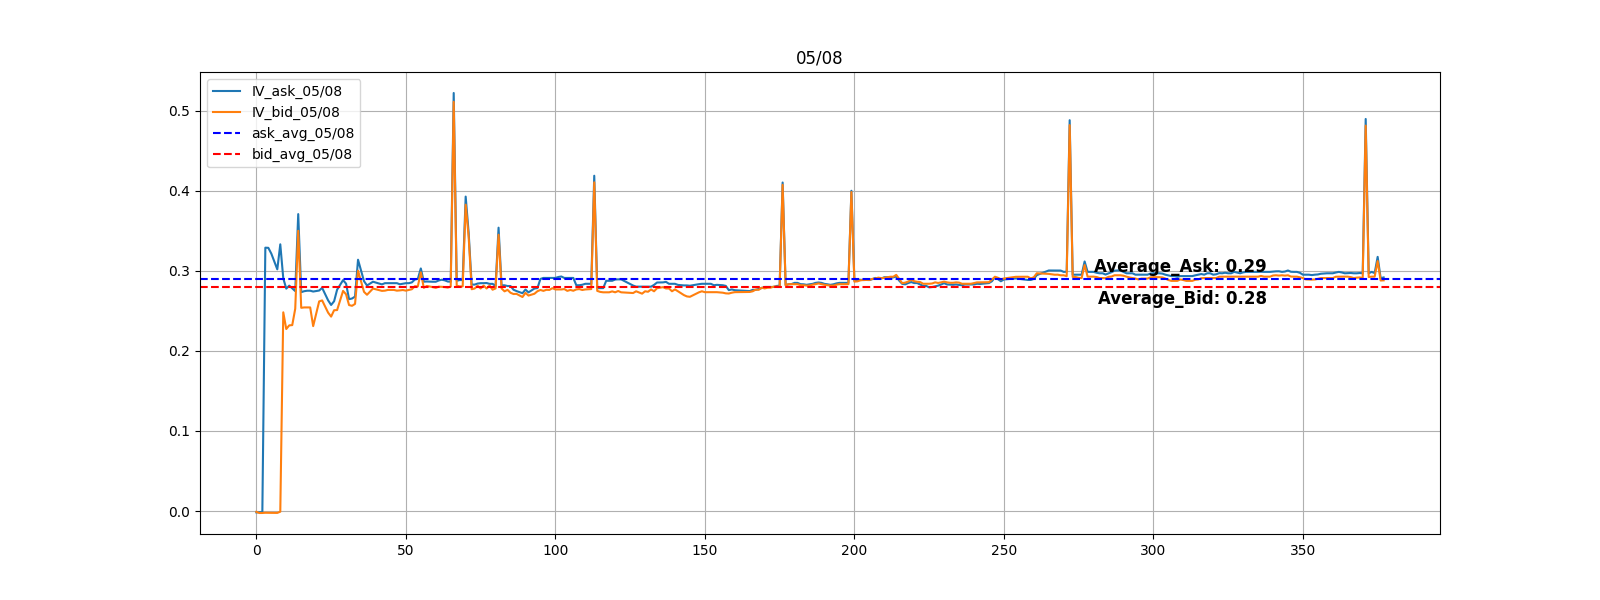 05/08
IV_ask_05/08
IV_bid_05/08
ask_avg_05/08
bid_avg_05/08
0.5
0.4
0.3
0.2
0.1
0.0
Average_Ask: 0.29
Average_Bid: 0.28
0 50 100 150 200 250 300 350